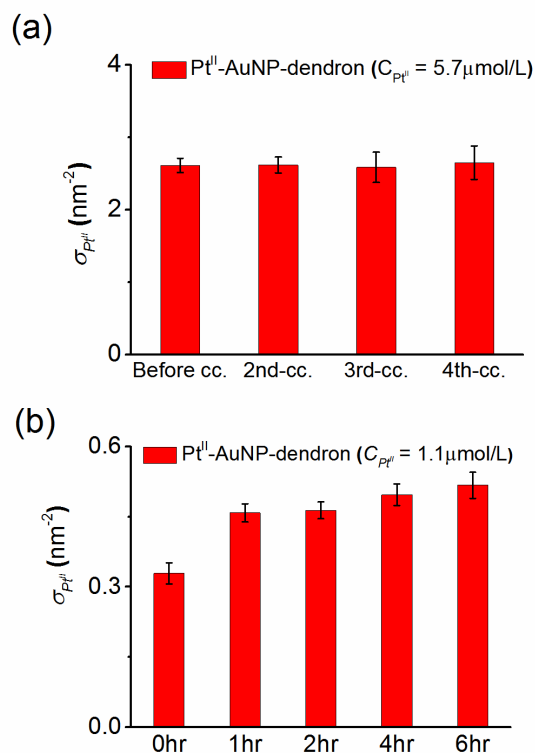 (a)
Pt^II-AuNP-dendron (C_Pt^II = 5.7μmol/L)
4
2
0
σ_Pt^II (nm^-2)
Before cc. 2nd-cc. 3rd-cc. 4th-cc.
(b)
Pt^II-AuNP-dendron (C_Pt^II = 1.1μmol/L)
0.6
0.3
0.0
σ_Pt^II (nm^-2)
0hr 1hr 2hr 4hr 6hr